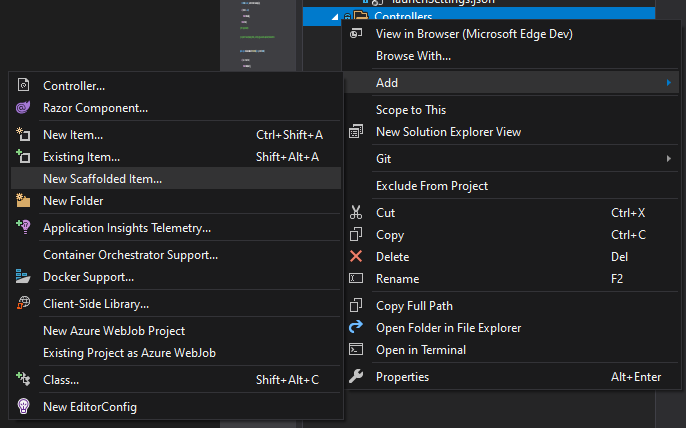 launchSettings.json
Controllers
View in Browser (Microsoft Edge Dev)
Browse With...
Add
Scope to This
New Solution Explorer View
Git
Exclude From Project
Cut Ctrl+X
Copy Ctrl+C
Delete Del
Rename F2
Copy Full Path
Open Folder in File Explorer
Open in Terminal
Properties Alt+Enter
Controller...
Razor Component...
New Item... Ctrl+Shift+A
Existing Item... Shift+Alt+A
New Scaffolded Item...
New Folder
Application Insights Telemetry...
Container Orchestrator Support...
Docker Support...
Client-Side Library...
New Azure WebJob Project
Existing Project as Azure WebJob
Class... Shift+Alt+C
New EditorConfig